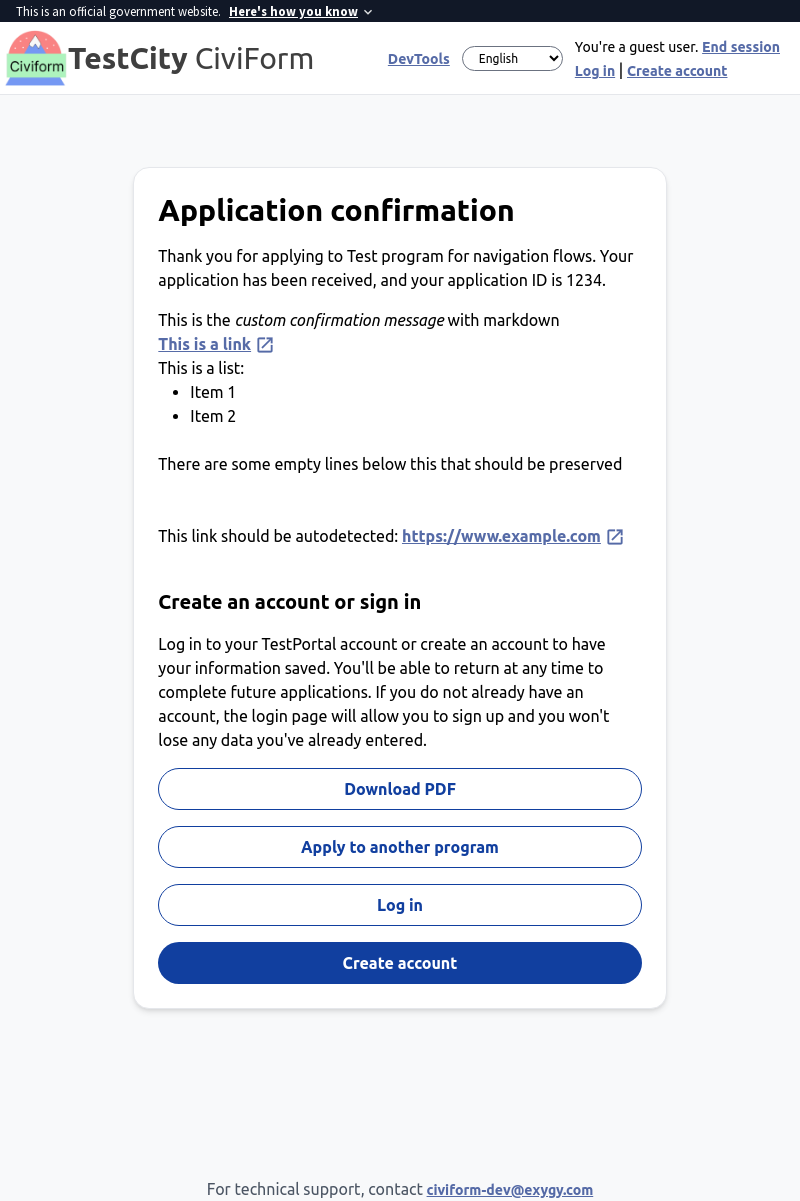 This is an official government website. Here's how you know
Civiform
TestCity CiviForm
DevTools
English
You're a guest user. End session
Log in | Create account
Application confirmation
Thank you for applying to Test program for navigation flows. Your
application has been received, and your application ID is 1234.
This is the custom confirmation message with markdown
This is a link
This is a list:
• Item 1
• Item 2
There are some empty lines below this that should be preserved
This link should be autodetected: https://www.example.com
Create an account or sign in
Log in to your TestPortal account or create an account to have
your information saved. You'll be able to return at any time to
complete future applications. If you do not already have an
account, the login page will allow you to sign up and you won't
lose any data you've already entered.
Download PDF
Apply to another program
Log in
Create account
For technical support, contact civiform-dev@exygy.com